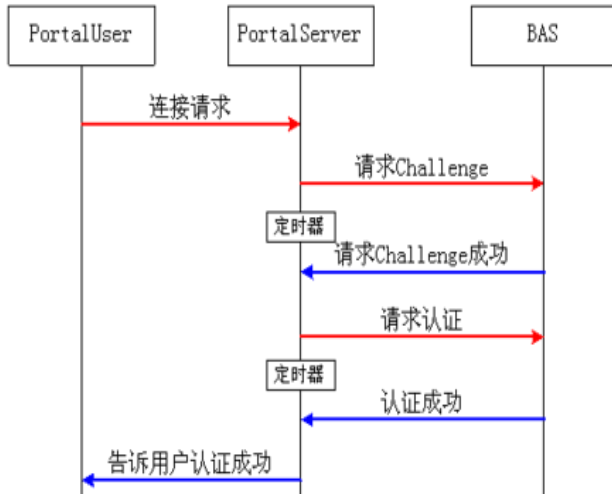 PortalUser
PortalServer
BAS
连接请求
请求Challenge
定时器
请求Challenge成功
请求认证
定时器
认证成功
告诉用户认证成功